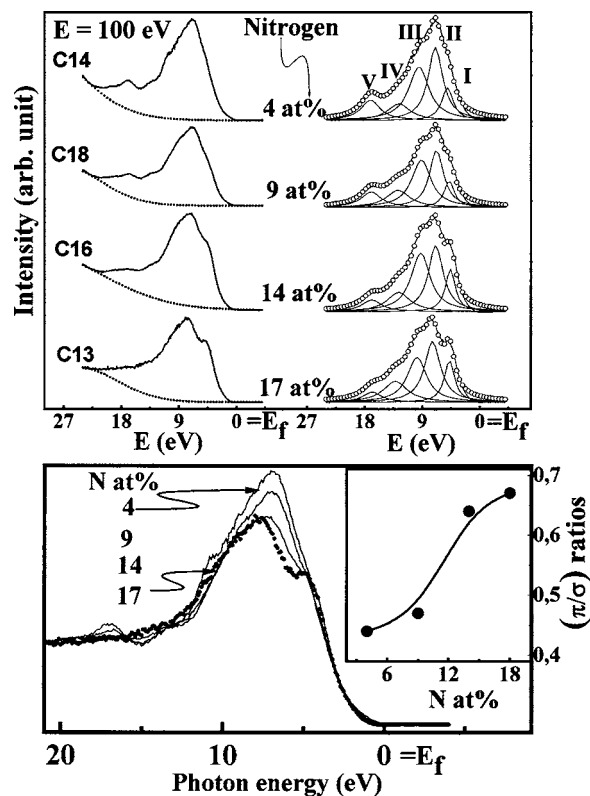 E = 100 eV
Nitrogen
C14
III
II
IV
V
I
4 at%
C18
9 at%
C16
14 at%
C13
17 at%
Intensity (arb. unit)
27 18 9 0 =Ef
27 18 9 0 =Ef
E (eV)
E (eV)
N at%
4
9
14
17
0,7
0,6
0,5
0,4
(π/σ) ratios
6 12 18
N at%
20 10 0 =Ef
Photon energy (eV)